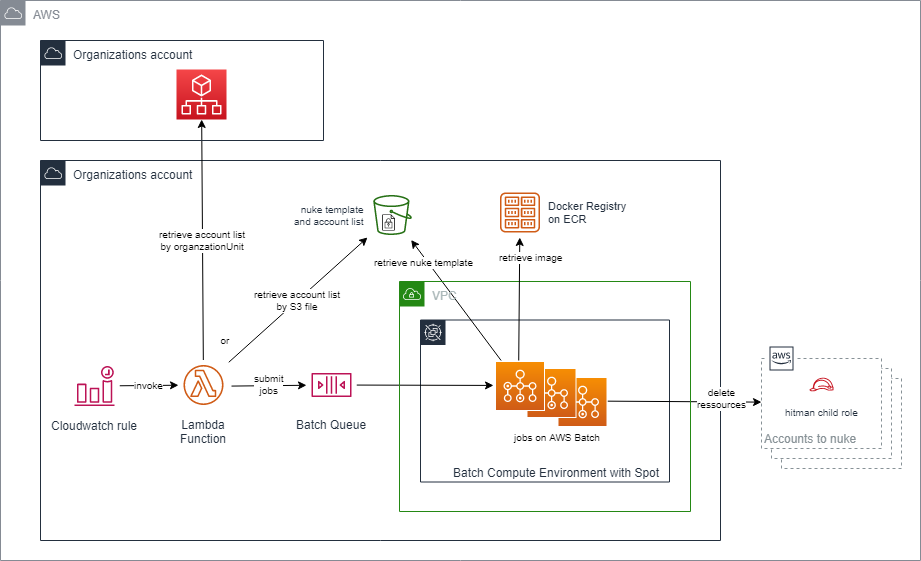 AWS
Organizations account
Organizations account
retrieve account list
by organzationUnit
nuke template
and account list
Docker Registry
on ECR
retrieve nuke template
retrieve image
retrieve account list
by S3 file
VPC
or
invoke
submit
jobs
Cloudwatch rule
Lambda
Function
Batch Queue
jobs on AWS Batch
Batch Compute Environment with Spot
delete
ressources
aws
hitman child role
Accounts to nuke